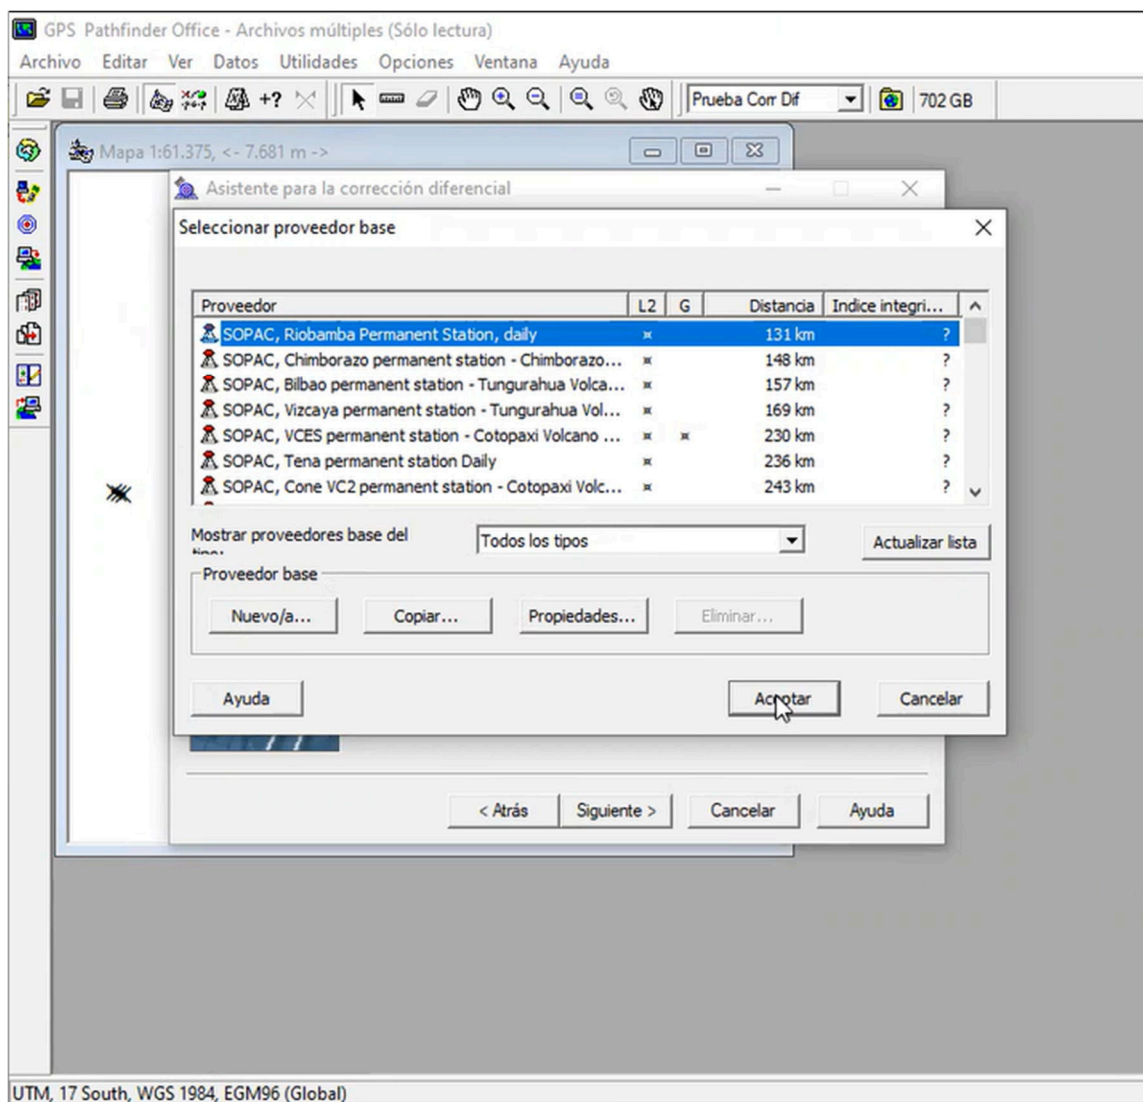 GPS Pathfinder Office - Archivos múltiples (Sólo lectura)
Archivo Editar Ver Datos Utilidades Opciones Ventana Ayuda
+? Prueba Corr Dif 702 GB
Mapa 1:61.375, <- 7.681 m ->
Asistente para la corrección diferencial
Seleccionar proveedor base
Proveedor L2 G Distancia Indice integri...
SOPAC, Riobamba Permanent Station, daily ¤ 131 km ?
SOPAC, Chimborazo permanent station - Chimborazo... ¤ 148 km ?
SOPAC, Bilbao permanent station - Tungurahua Volca... ¤ 157 km ?
SOPAC, Vizcaya permanent station - Tungurahua Vol... ¤ 169 km ?
SOPAC, VCES permanent station - Cotopaxi Volcano ... ¤ ¤ 230 km ?
SOPAC, Tena permanent station Daily ¤ 236 km ?
SOPAC, Cone VC2 permanent station - Cotopaxi Volc... ¤ 243 km ?
Mostrar proveedores base del Todos los tipos Actualizar lista
Proveedor base
Nuevo/a... Copiar... Propiedades... Eliminar...
Ayuda Aceptar Cancelar
< Atrás Siguiente > Cancelar Ayuda
UTM, 17 South, WGS 1984, EGM96 (Global)